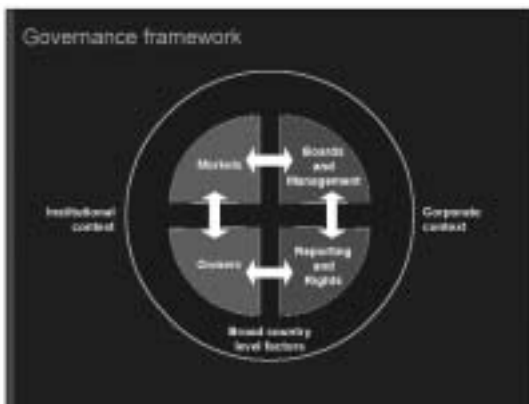 Governance framework
Markets
Boards
and
Management
Institutional
context
Corporate
context
Owners
Reporting
and
Rights
Broad country
level factors